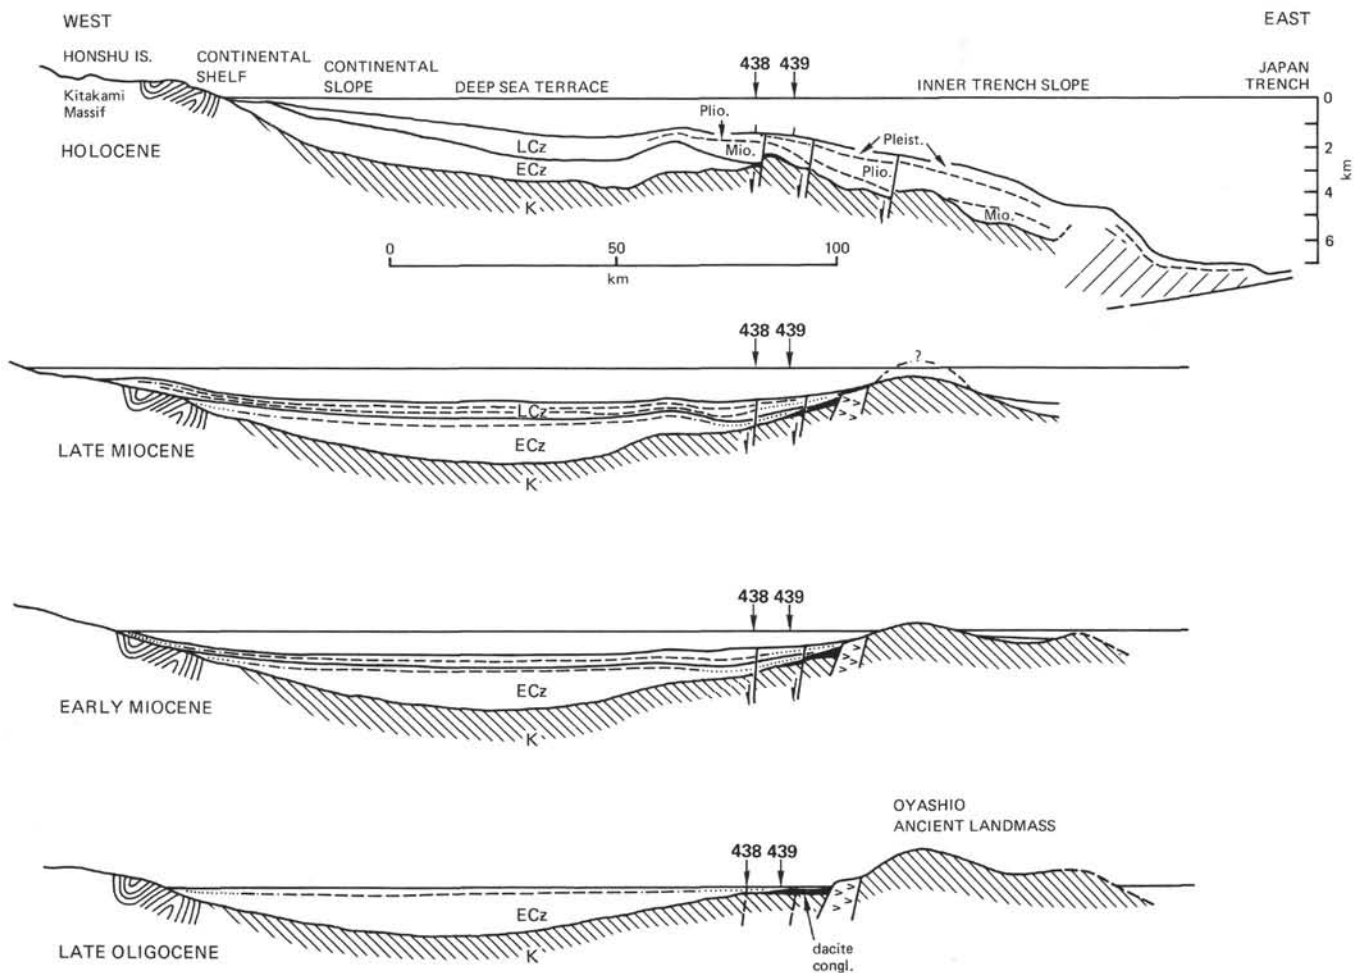 WEST
EAST
HONSHU IS.
CONTINENTAL
SHELF
CONTINENTAL
SLOPE
DEEP SEA TERRACE
438 439
INNER TRENCH SLOPE
JAPAN
TRENCH
Kitakami
Massif
HOLOCENE
Plio.
Pleist.
LCz
Mio.
ECz
Plio.
K
Mio.
0
2
4
6
km
0 50 100
km
438 439
?
LCz
ECz
LATE MIOCENE
K
438 439
ECz
EARLY MIOCENE
K
OYASHIO
ANCIENT LANDMASS
438 439
ECz
LATE OLIGOCENE
K
dacite
congl.